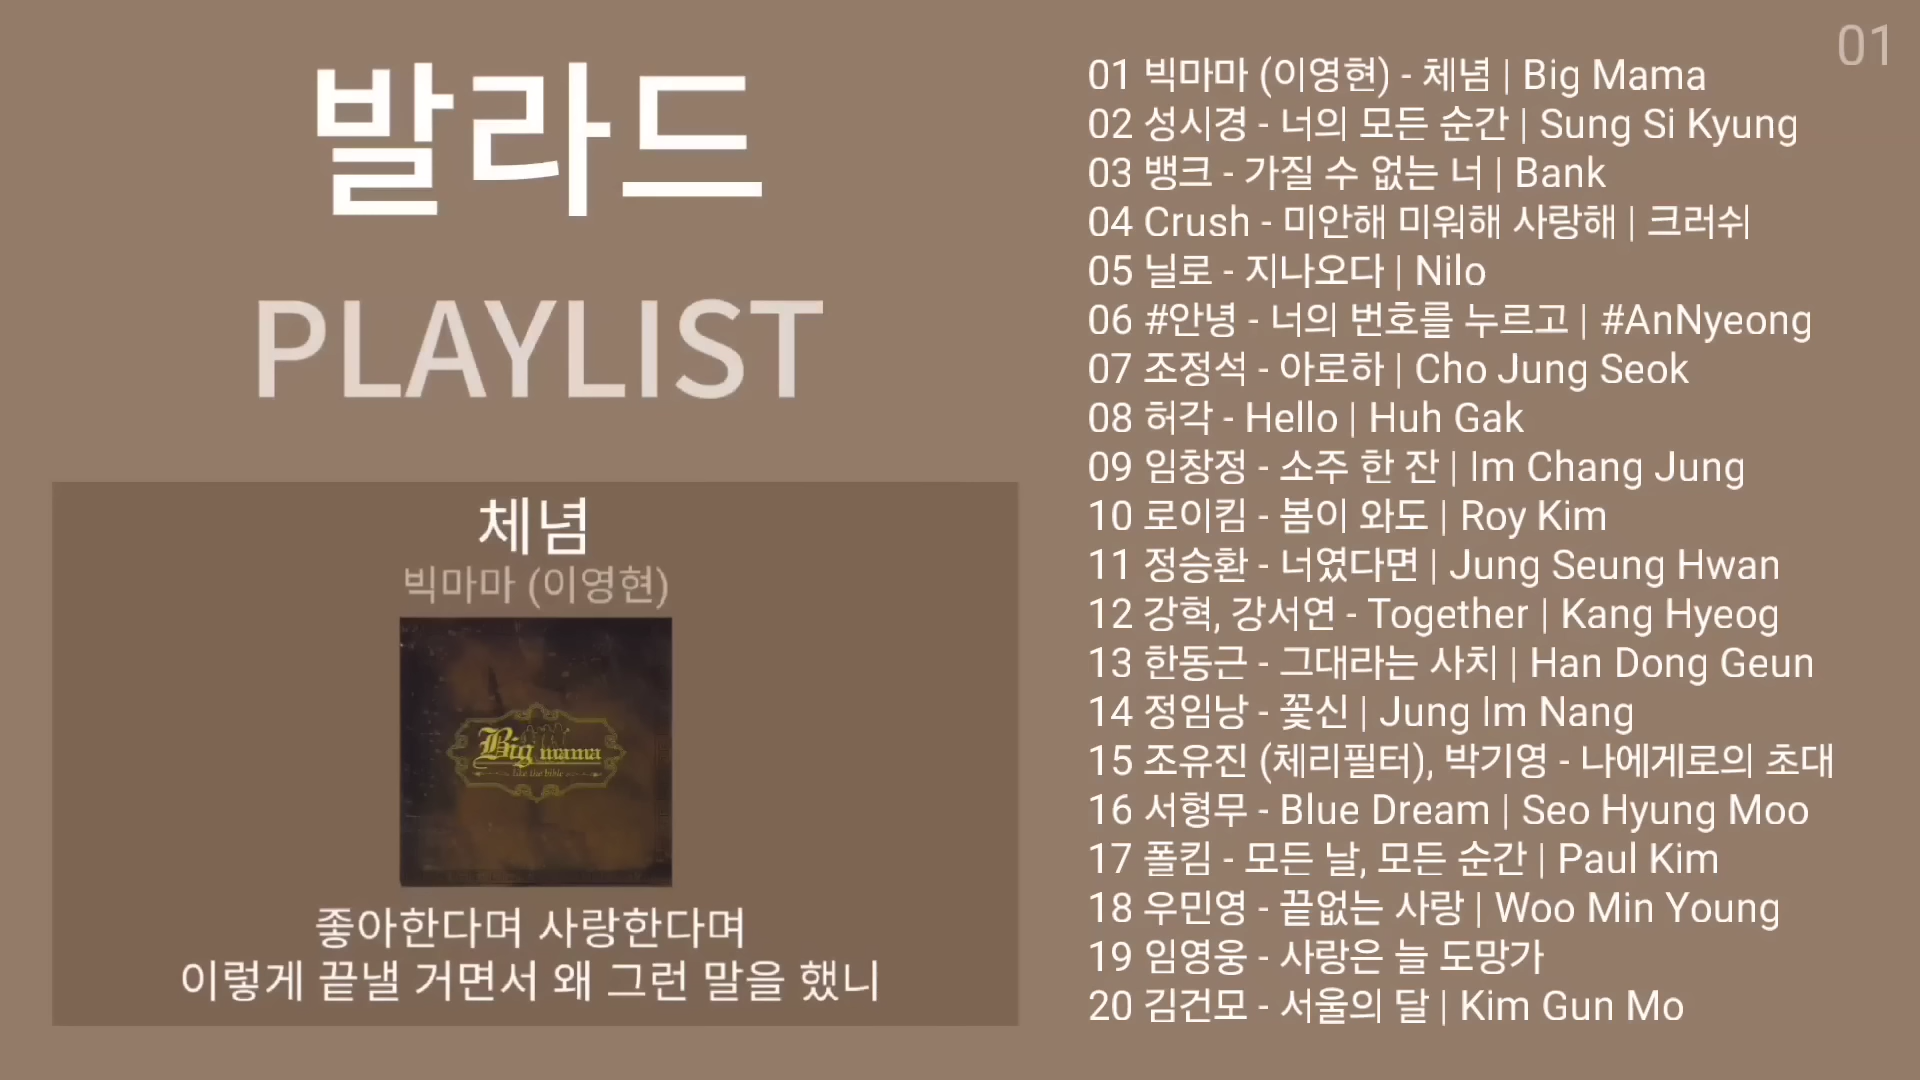 발라드
PLAYLIST
체념
빅마마 (이영현)
Big mama
like the bible
좋아한다며 사랑한다며
이렇게 끝낼 거면서 왜 그런 말을 했니
01
01 빅마마 (이영현) - 체념 | Big Mama
02 성시경 - 너의 모든 순간 | Sung Si Kyung
03 뱅크 - 가질 수 없는 너 | Bank
04 Crush - 미안해 미워해 사랑해 | 크러쉬
05 닐로 - 지나오다 | Nilo
06 #안녕 - 너의 번호를 누르고 | #AnNyeong
07 조정석 - 아로하 | Cho Jung Seok
08 허각 - Hello | Huh Gak
09 임창정 - 소주 한 잔 | Im Chang Jung
10 로이킴 - 봄이 와도 | Roy Kim
11 정승환 - 너였다면 | Jung Seung Hwan
12 강혁, 강서연 - Together | Kang Hyeog
13 한동근 - 그대라는 사치 | Han Dong Geun
14 정임낭 - 꽃신 | Jung Im Nang
15 조유진 (체리필터), 박기영 - 나에게로의 초대
16 서형무 - Blue Dream | Seo Hyung Moo
17 폴킴 - 모든 날, 모든 순간 | Paul Kim
18 우민영 - 끝없는 사랑 | Woo Min Young
19 임영웅 - 사랑은 늘 도망가
20 김건모 - 서울의 달 | Kim Gun Mo